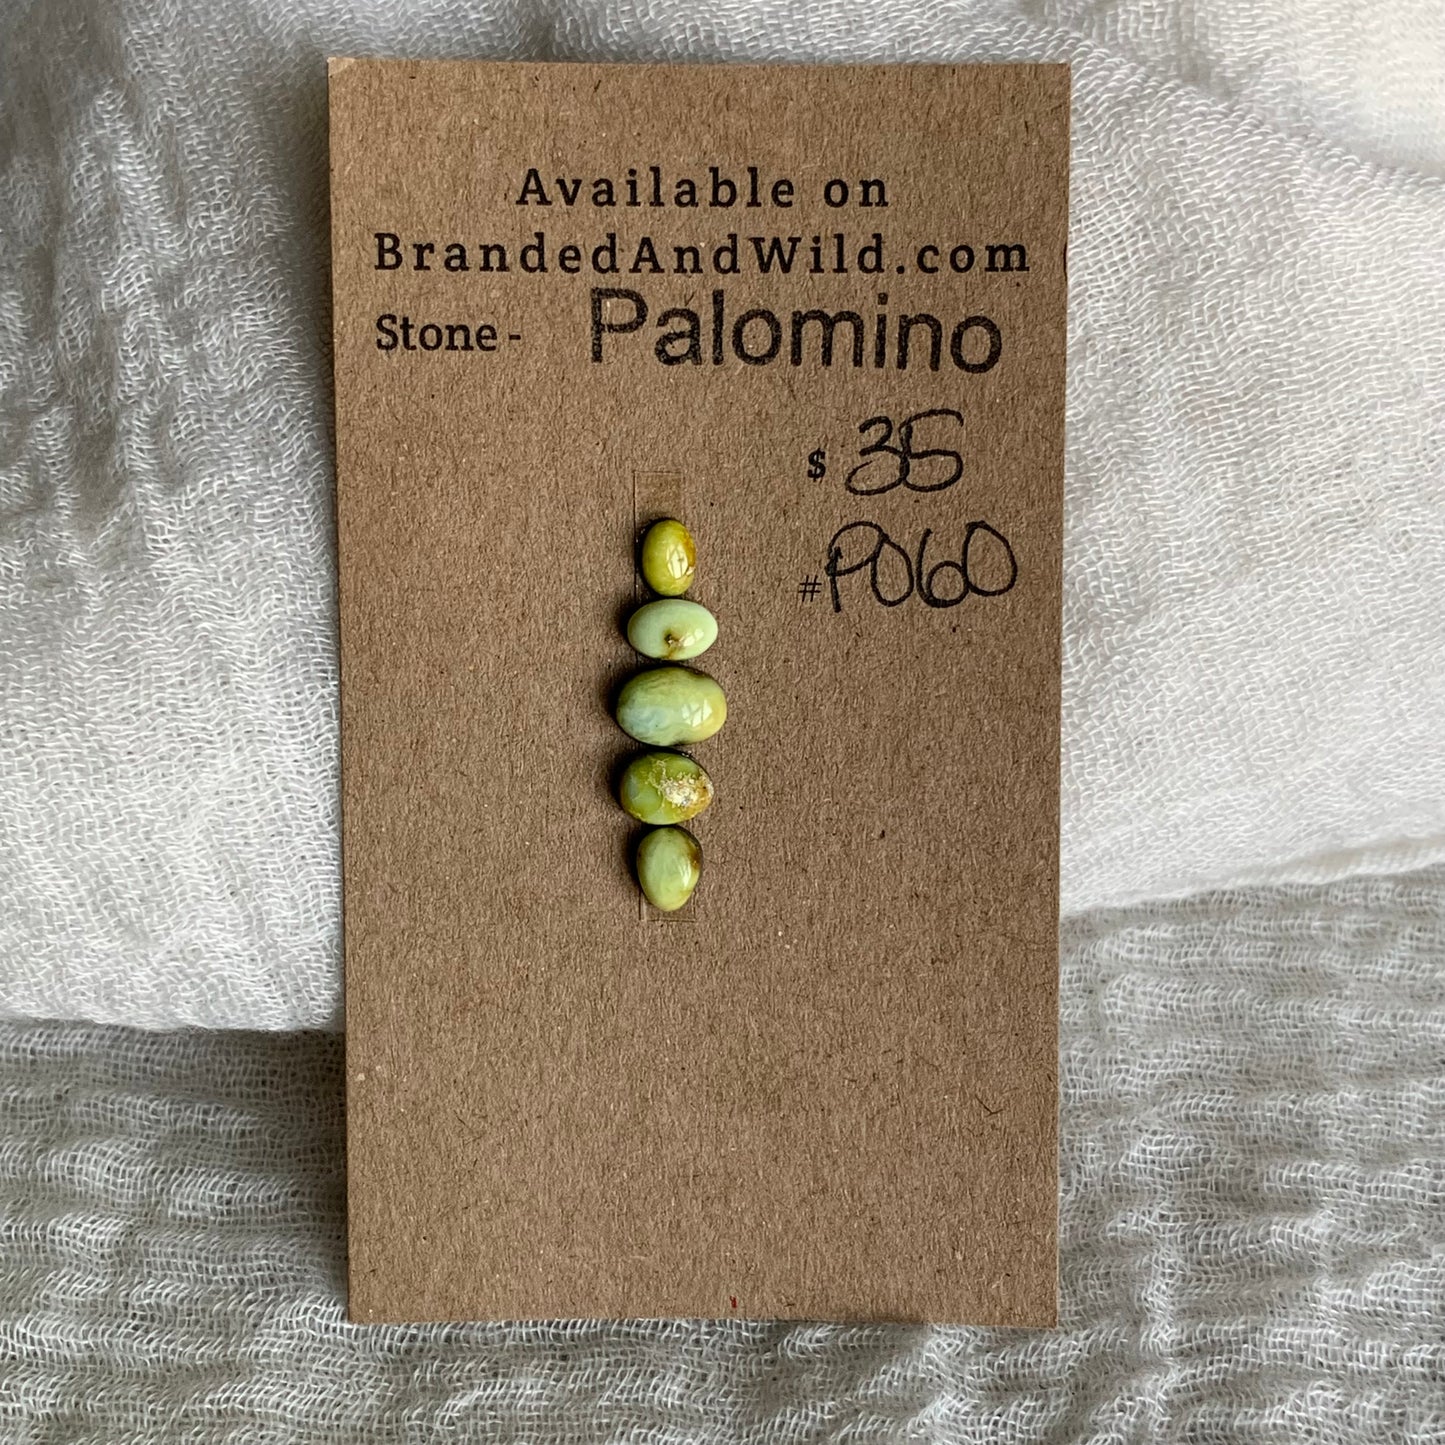 Available on
BrandedAndWild.com
Stone - Palomino
$ 35
#P060